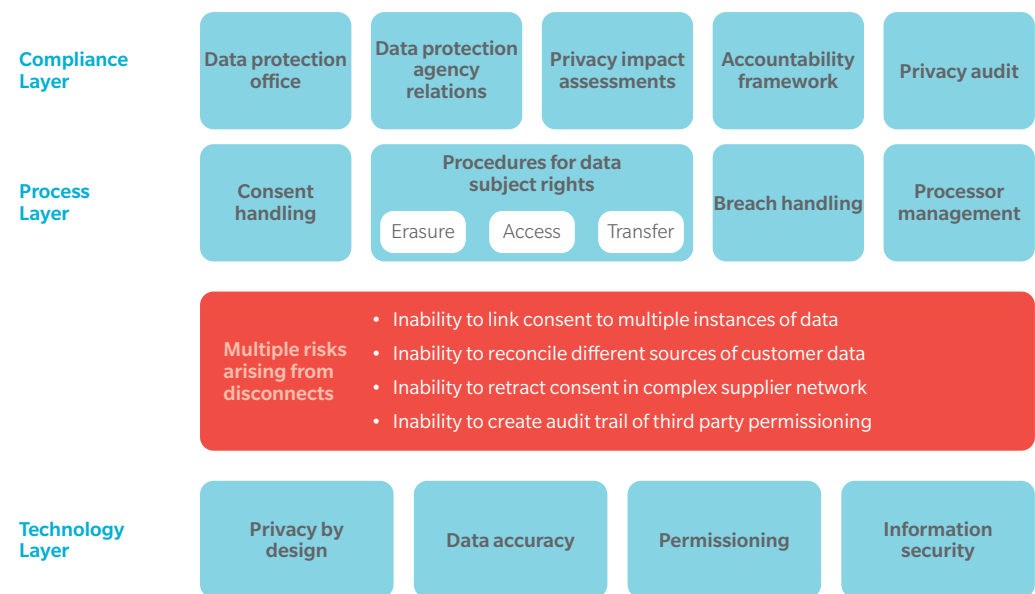 Compliance
Layer
Data protection
office
Data protection
agency
relations
Privacy impact
assessments
Accountability
framework
Privacy audit
Process
Layer
Consent
handling
Procedures for data
subject rights
Erasure
Access
Transfer
Breach handling
Processor
management
Multiple risks
arising from
disconnects
• Inability to link consent to multiple instances of data
• Inability to reconcile different sources of customer data
• Inability to retract consent in complex supplier network
• Inability to create audit trail of third party permissioning
Technology
Layer
Privacy by
design
Data accuracy
Permissioning
Information
security